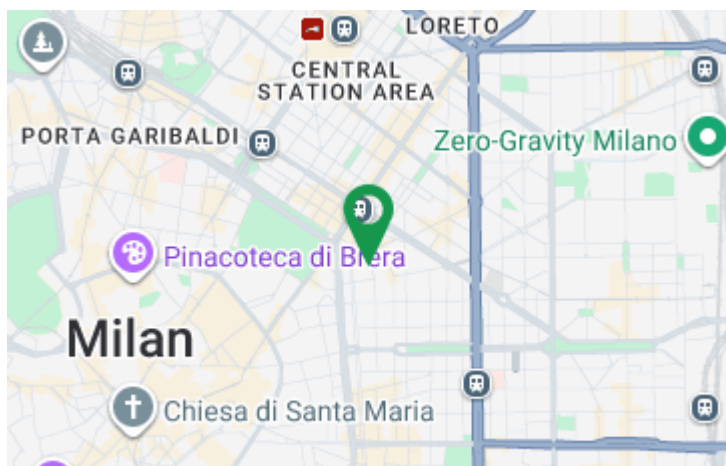 LORETO
CENTRAL
STATION AREA
PORTA GARIBALDI
Zero-Gravity Milano
Pinacoteca di Brera
Milan
Chiesa di Santa Maria